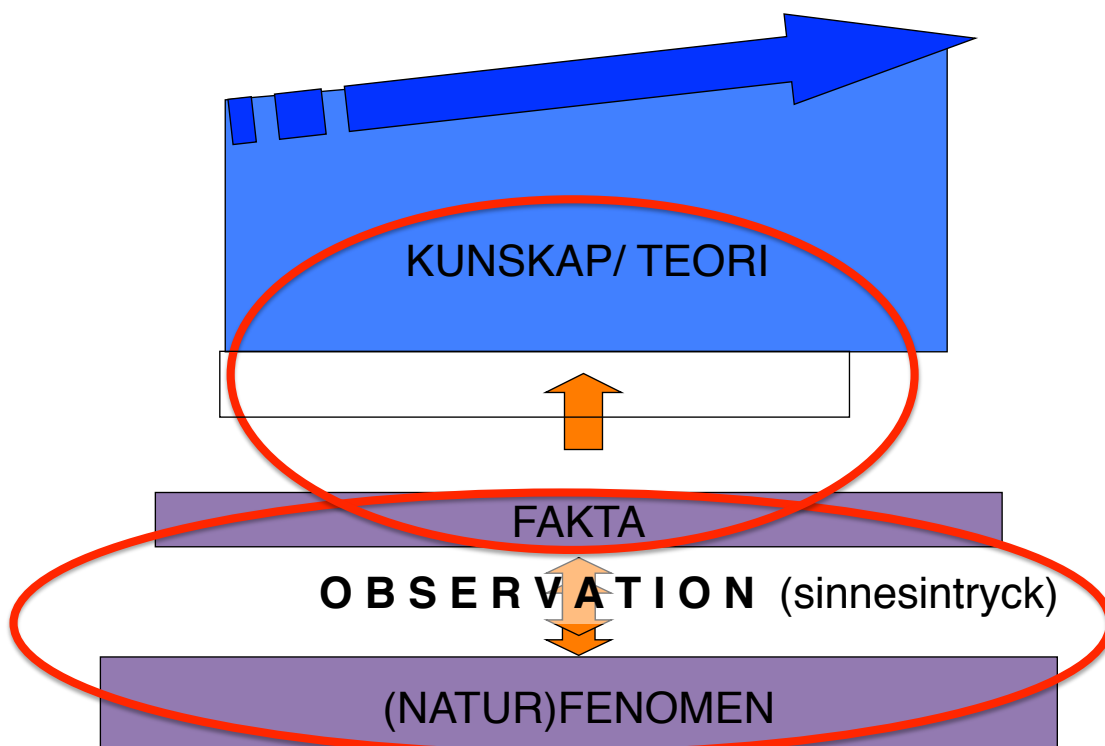 KUNSKAP/ TEORI
FAKTA
O B S E R V A T I O N (sinnesintryck)
(NATUR)FENOMEN